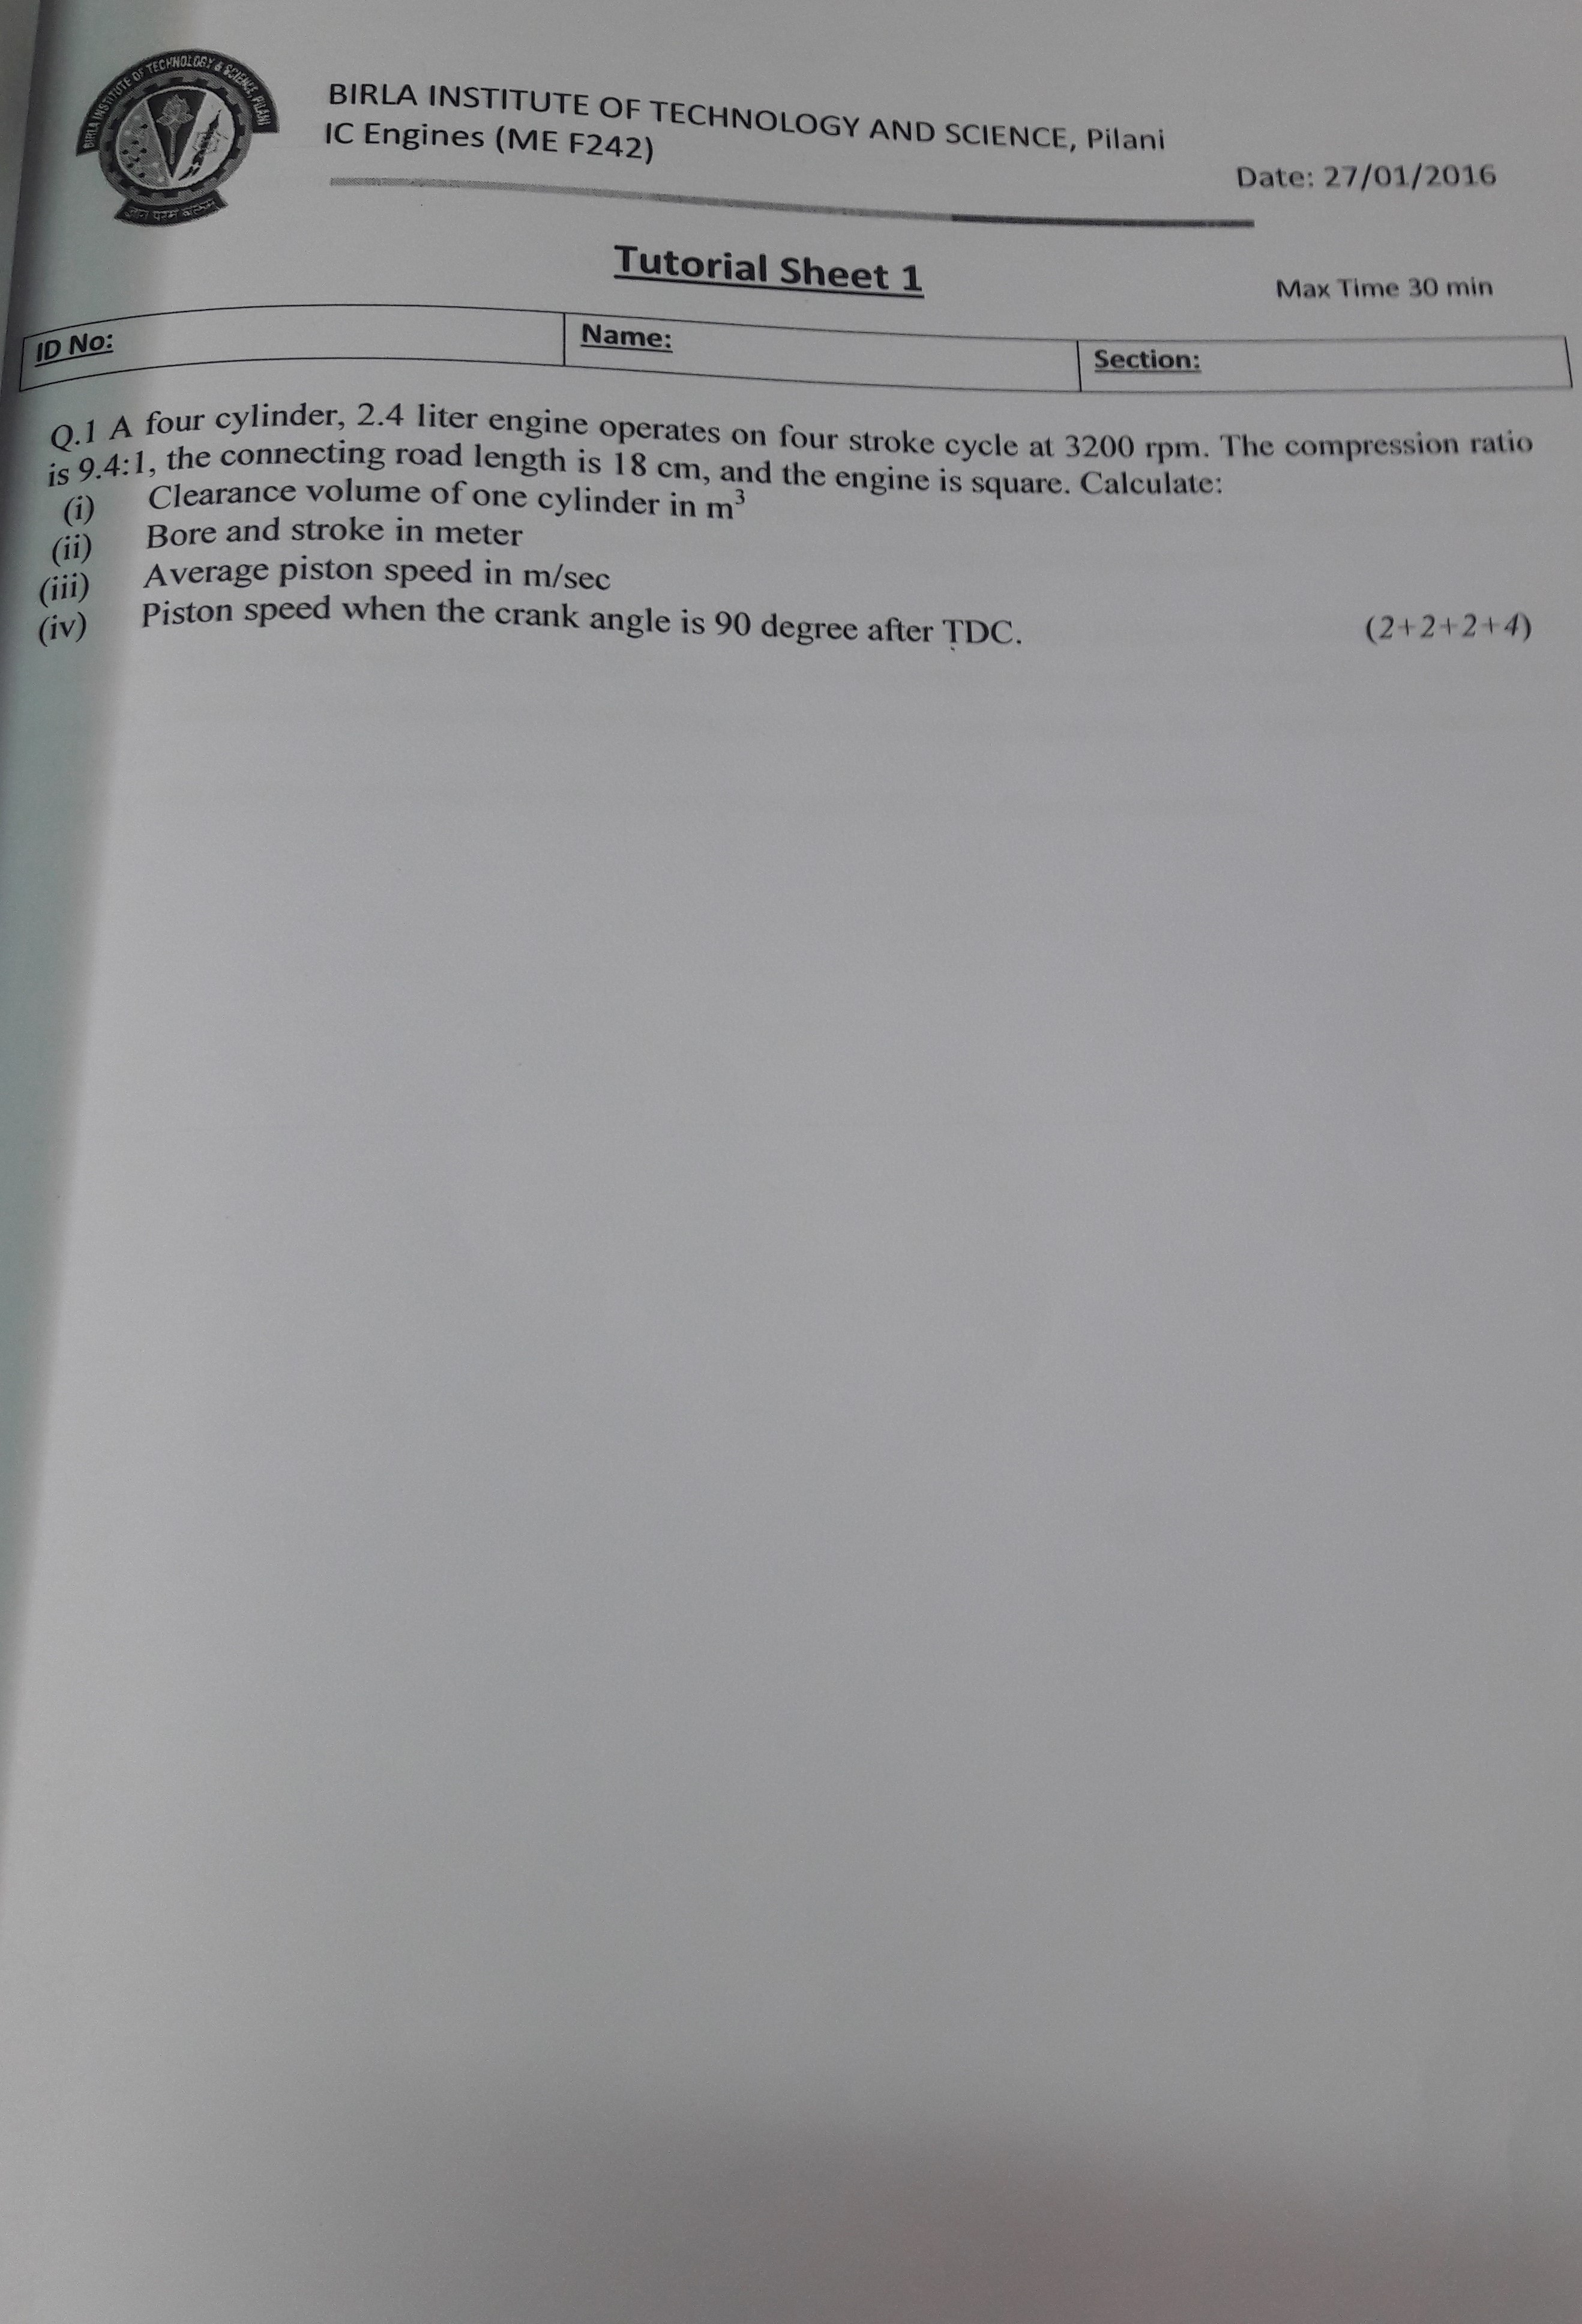 BIRLA INSTITUTE OF TECHNOLOGY & SCIENCE, PILANI
BIRLA INSTITUTE OF TECHNOLOGY AND SCIENCE, Pilani
IC Engines (ME F242)
Date: 27/01/2016
Tutorial Sheet 1
Max Time 30 min
ID No:
Name:
Section:
Q.1 A four cylinder, 2.4 liter engine operates on four stroke cycle at 3200 rpm. The compression ratio
is 9.4:1, the connecting road length is 18 cm, and the engine is square. Calculate:
(i) Clearance volume of one cylinder in m³
(ii) Bore and stroke in meter
(iii) Average piston speed in m/sec
(iv) Piston speed when the crank angle is 90 degree after TDC. (2+2+2+4)